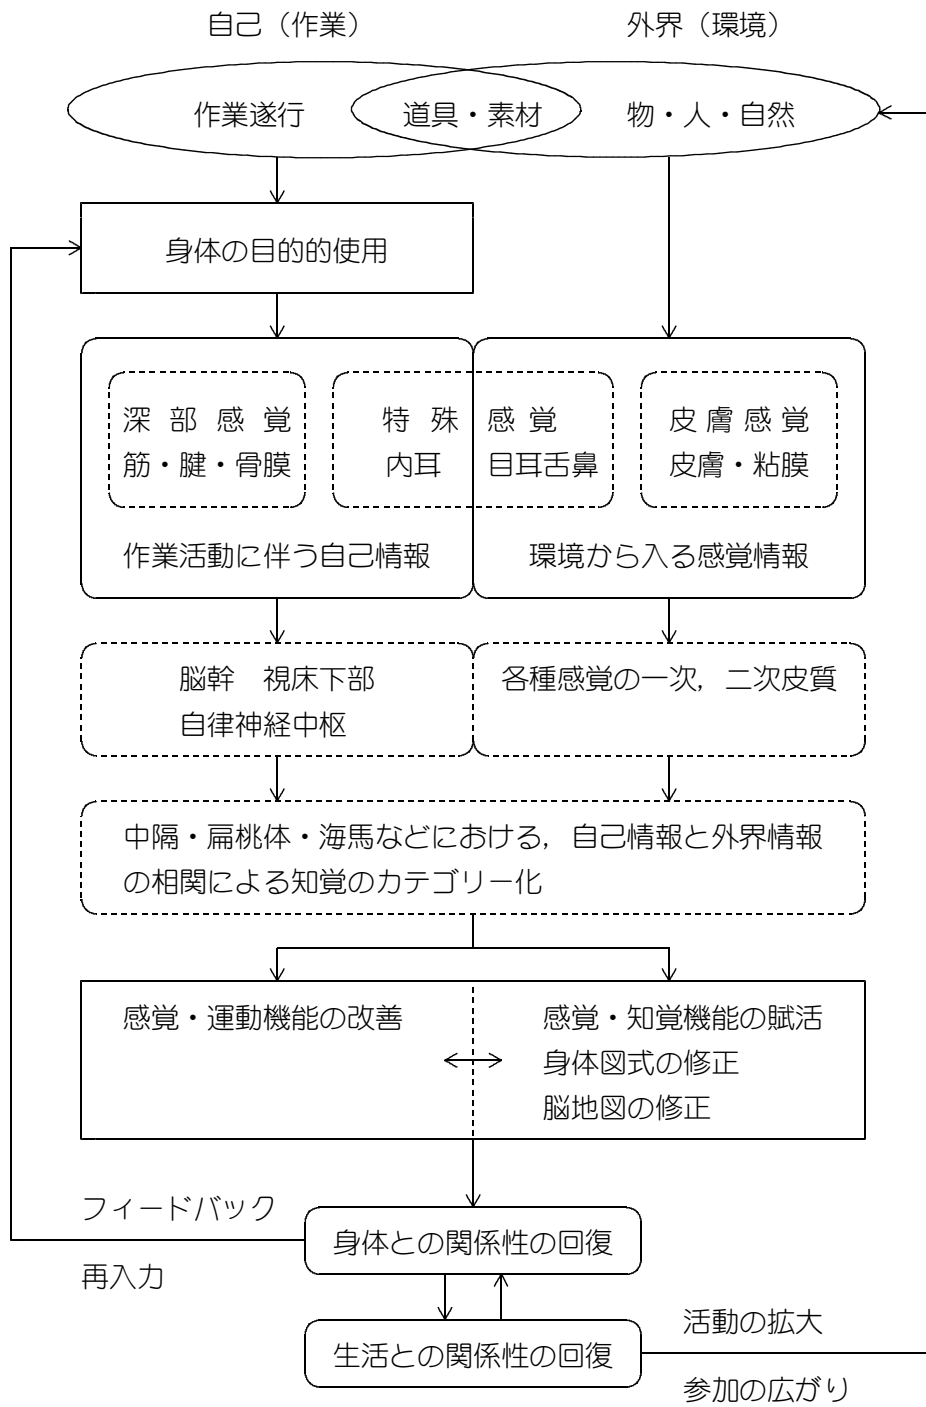 自己（作業）
外界（環境）
作業遂行
道具・素材
物・人・自然
身体の目的的使用
深部感覚
筋・腱・骨膜
特殊感覚
内耳
目耳舌鼻
皮膚感覚
皮膚・粘膜
作業活動に伴う自己情報
環境から入る感覚情報
脳幹　視床下部
自律神経中枢
各種感覚の一次，二次皮質
中隔・扁桃体・海馬などにおける，自己情報と外界情報
の相関による知覚のカテゴリー化
感覚・運動機能の改善
感覚・知覚機能の賦活
身体図式の修正
脳地図の修正
フィードバック
再入力
身体との関係性の回復
生活との関係性の回復
活動の拡大
参加の広がり